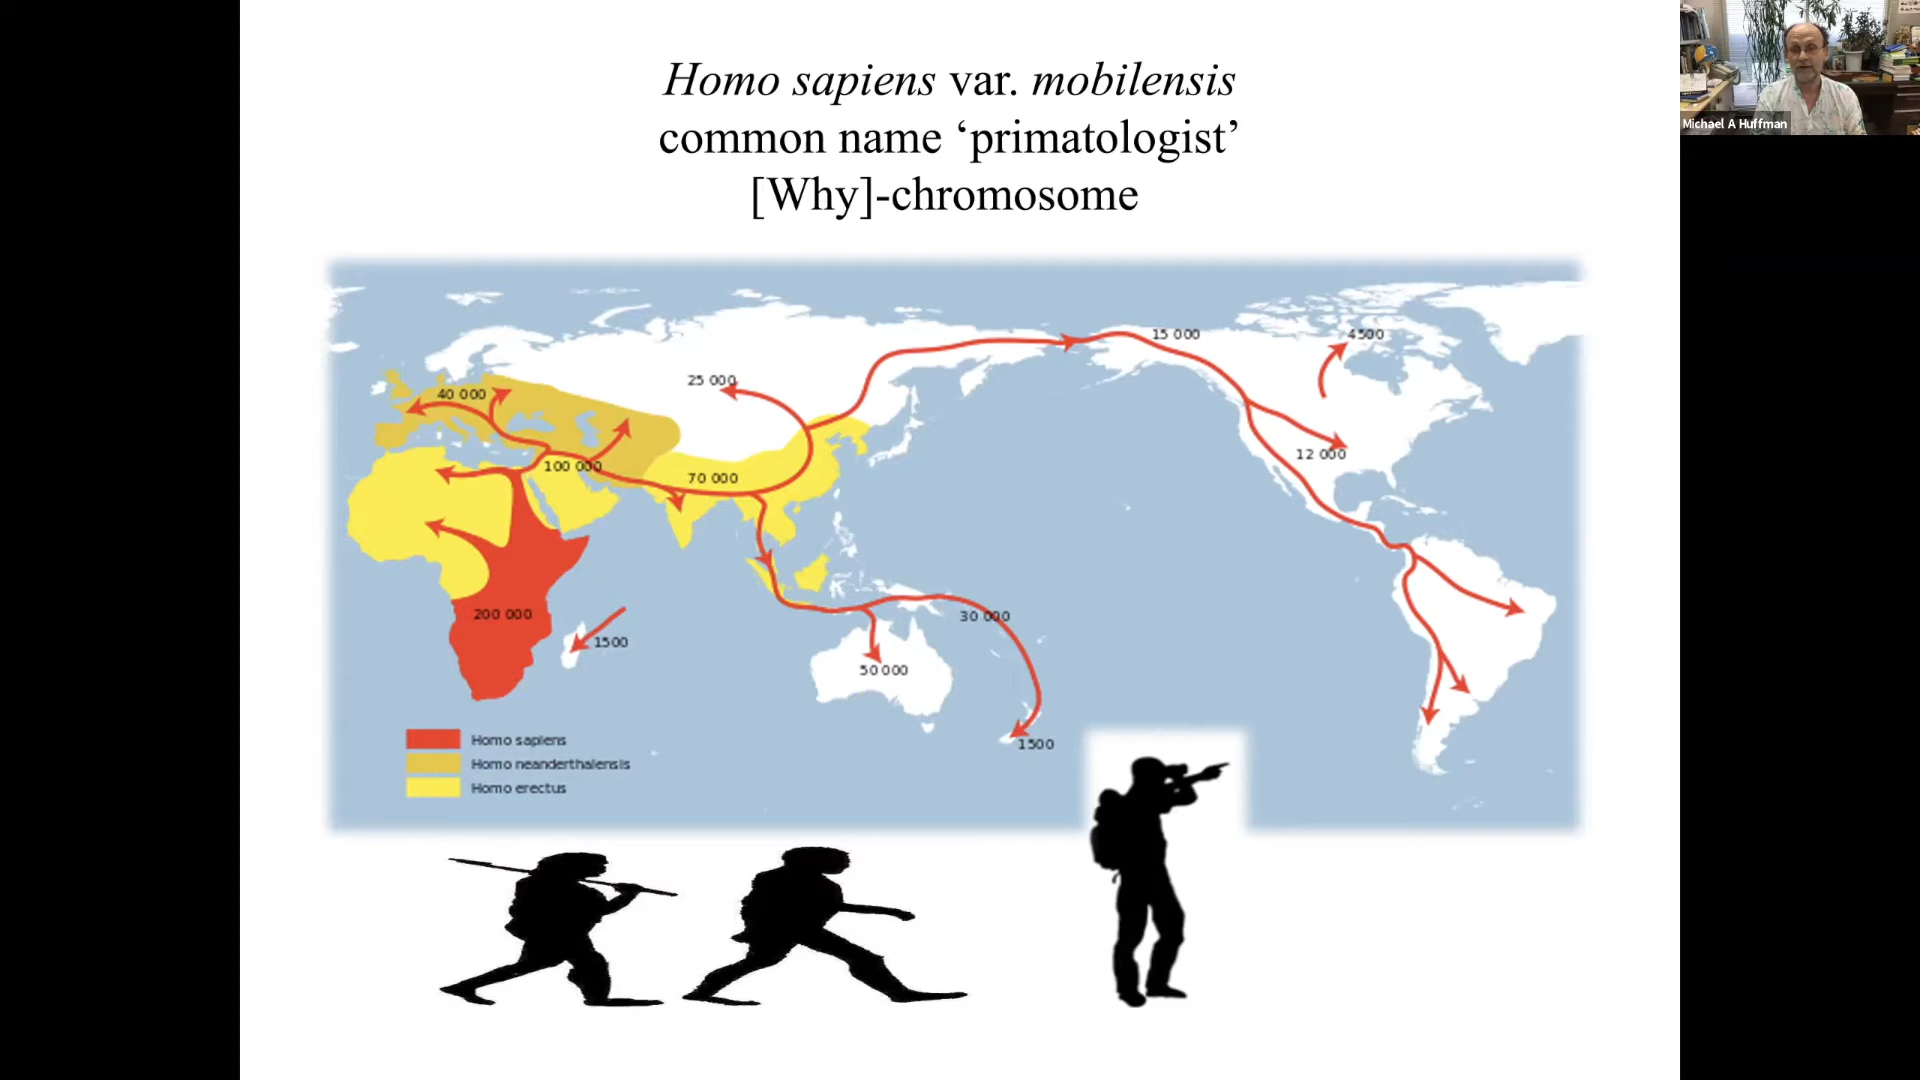 Homo sapiens var. mobilensis
common name ‘primatologist’
[Why]-chromosome
Michael A Huffman
15 000
4500
25 000
40 000
12 000
100 000
70 000
200 000
30 000
1500
50 000
1500
Homo sapiens
Homo neanderthalensis
Homo erectus